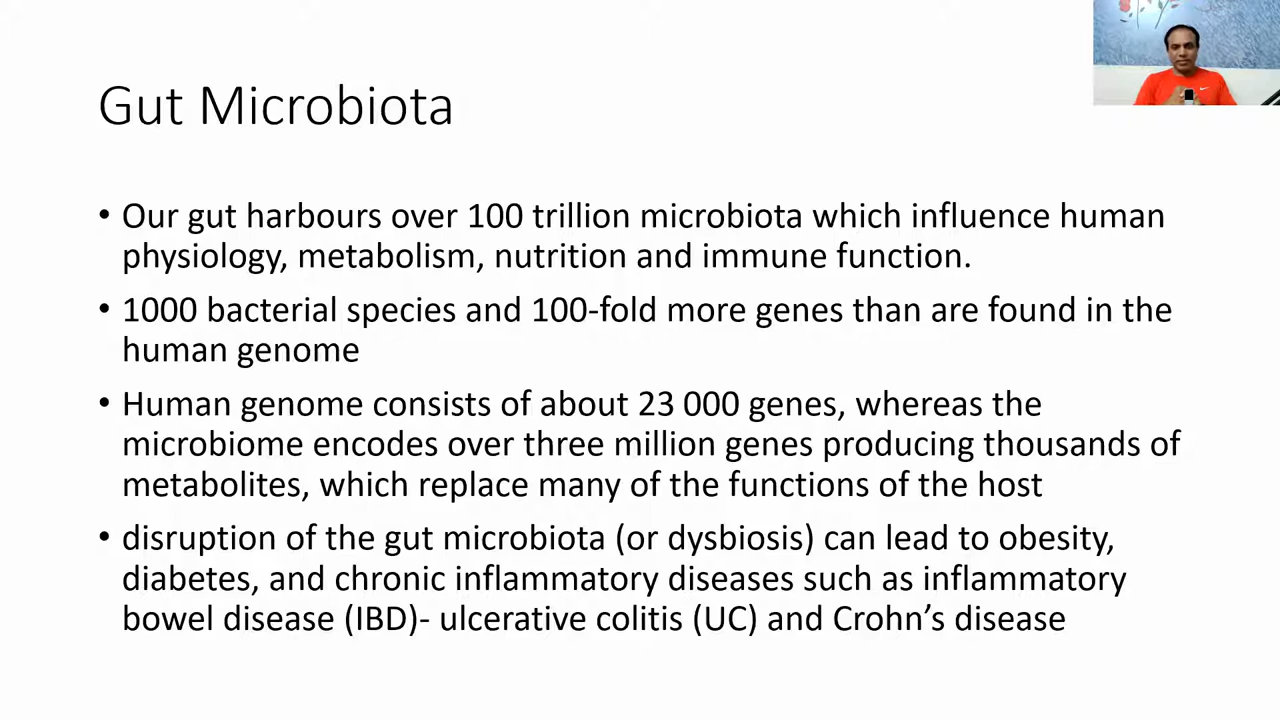 Gut Microbiota
• Our gut harbours over 100 trillion microbiota which influence human
physiology, metabolism, nutrition and immune function.
• 1000 bacterial species and 100-fold more genes than are found in the
human genome
• Human genome consists of about 23 000 genes, whereas the
microbiome encodes over three million genes producing thousands of
metabolites, which replace many of the functions of the host
• disruption of the gut microbiota (or dysbiosis) can lead to obesity,
diabetes, and chronic inflammatory diseases such as inflammatory
bowel disease (IBD)- ulcerative colitis (UC) and Crohn’s disease